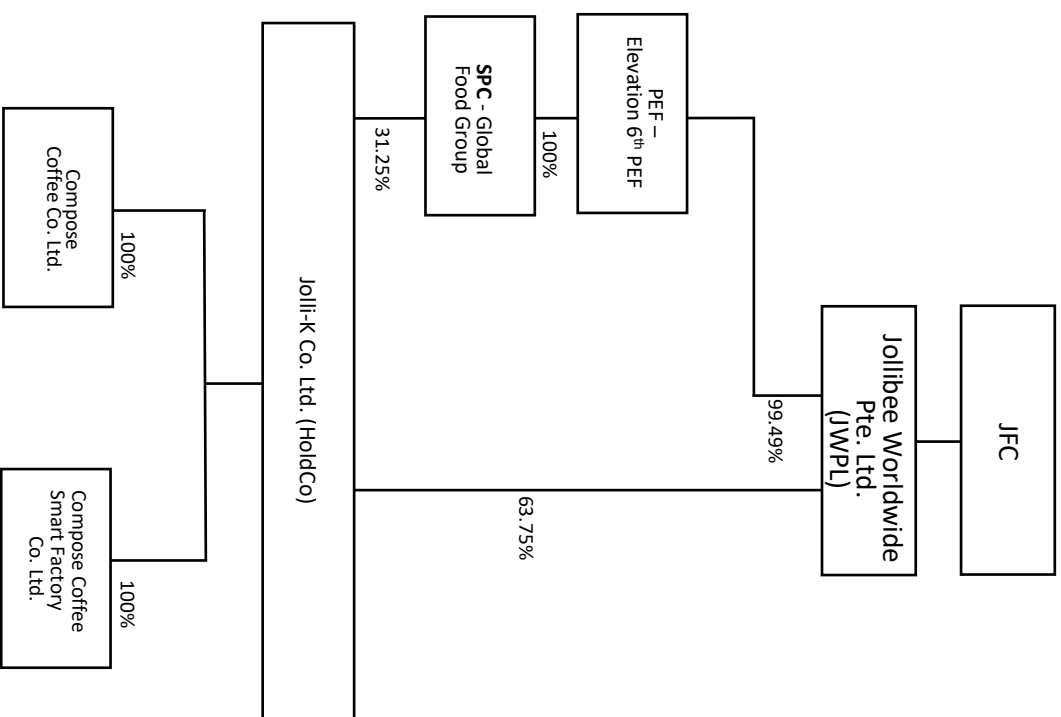 JFC
Jollibee Worldwide
Pte. Ltd.
(JWPL)
99.49%
63.75%
PEF –
Elevation 6th PEF
100%
SPC - Global
Food Group
31.25%
Jolli-K Co. Ltd. (HoldCo)
100%
100%
Compose
Coffee Co. Ltd.
Compose Coffee
Smart Factory
Co. Ltd.